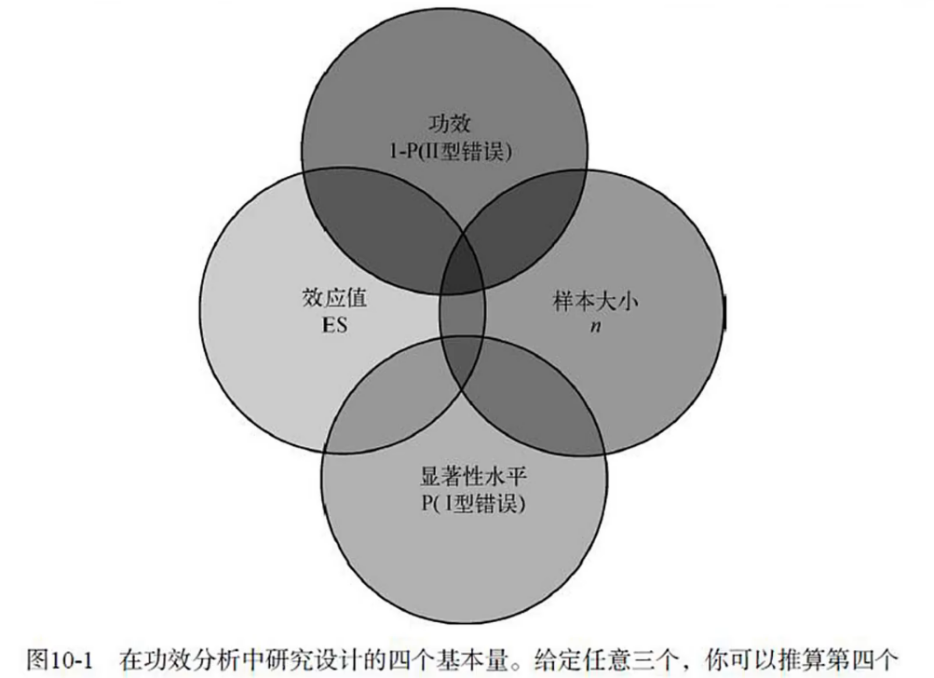 功效
1-P(II型错误)
效应值
ES
样本大小
n
显著性水平
P(I型错误)
图10-1 在功效分析中研究设计的四个基本量。给定任意三个，你可以推算第四个